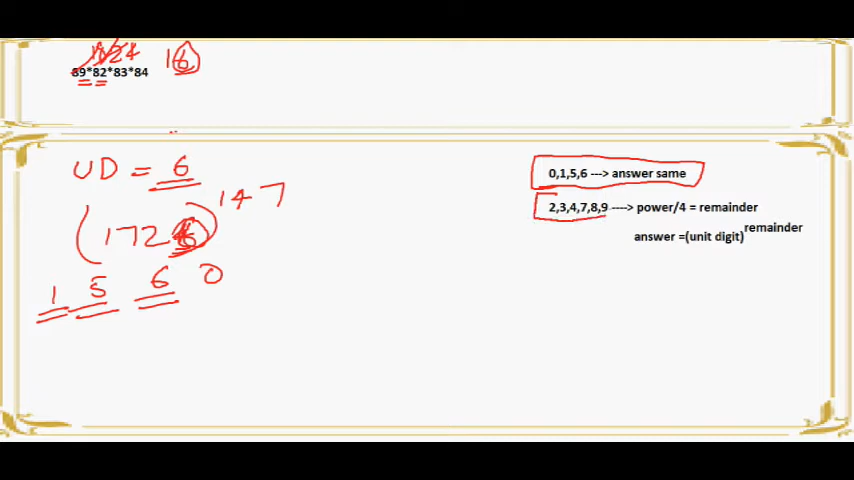 1024
89*82*83*84 16
UD = 6
(1726)147
1 5 6 0
0,1,5,6 ---> answer same
2,3,4,7,8,9 ----> power/4 = remainder
answer =(unit digit)remainder